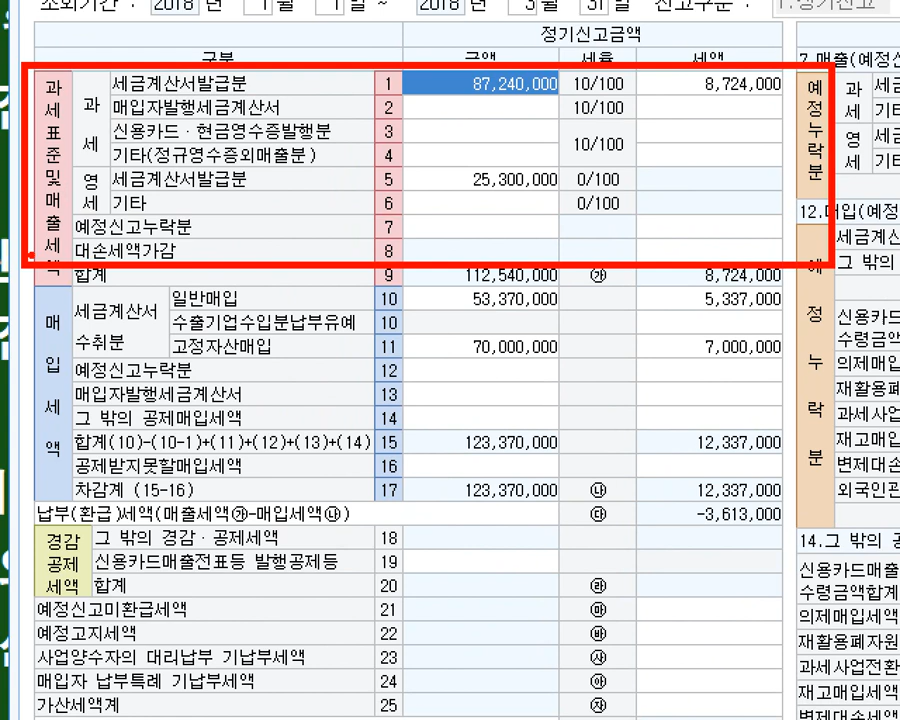 조회기간 : 2018 년 1 월 1 일 ~ 2018 년 3 월 31 일 신고구분 : 1.정기신고
정기신고금액
구분 금액 세율 세액
과세표준및매출세액
과세 세금계산서발급분 1 87,240,000 10/100 8,724,000
매입자발행세금계산서 2 10/100
신용카드ㆍ현금영수증발행분 3 10/100
기타(정규영수증외매출분) 4
영세 세금계산서발급분 5 25,300,000 0/100
기타 6 0/100
예정신고누락분 7
대손세액가감 8
합계 9 112,540,000 ㉮ 8,724,000
매입세액
세금계산서 수취분 일반매입 10 53,370,000 5,337,000
수출기업수입분납부유예 10
고정자산매입 11 70,000,000 7,000,000
예정신고누락분 12
매입자발행세금계산서 13
그 밖의 공제매입세액 14
합계(10)-(10-1)+(11)+(12)+(13)+(14) 15 123,370,000 12,337,000
공제받지못할매입세액 16
차감계 (15-16) 17 123,370,000 ㉯ 12,337,000
납부(환급)세액(매출세액㉮-매입세액㉯) ㉰ -3,613,000
경감공제세액
그 밖의 경감ㆍ공제세액 18
신용카드매출전표등 발행공제등 19
합계 20 ㉱
예정신고미환급세액 21 ㉲
예정고지세액 22 ㉳
사업양수자의 대리납부 기납부세액 23 ㉴
매입자 납부특례 기납부세액 24 ㉵
가산세액계 25 ㉶
7.매출(예정신
예정누락분
과세 세금
기타
영세 세금
기타
12.매입(예정
예정누락분
세금계산
그 밖의
신용카드
수령금액
의제매입
재활용폐
과세사업
재고매입
변제대손
외국인관
14.그 밖의 공
신용카드매출
수령금액합계
의제매입세액
재활용폐자원
과세사업전환
재고매입세액
변제대손세액